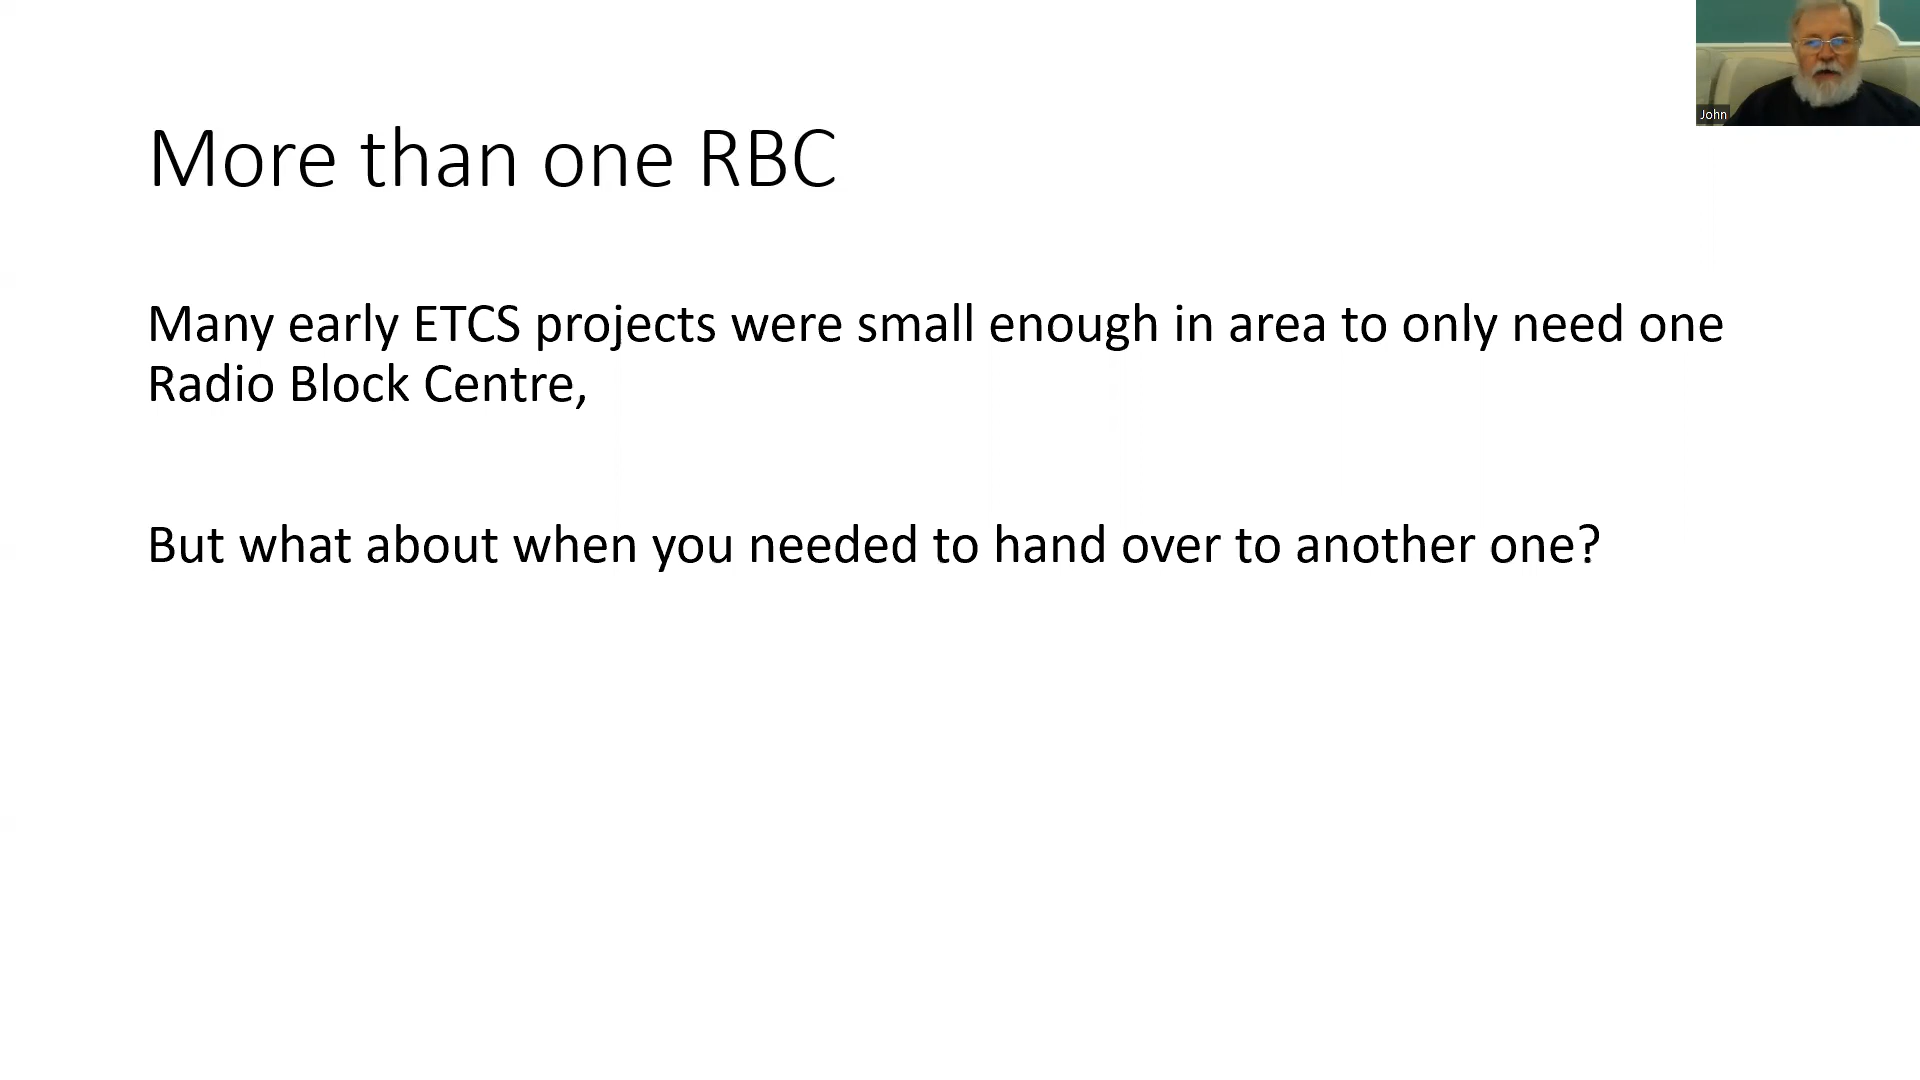 More than one RBC
Many early ETCS projects were small enough in area to only need one
Radio Block Centre,
But what about when you needed to hand over to another one?
John